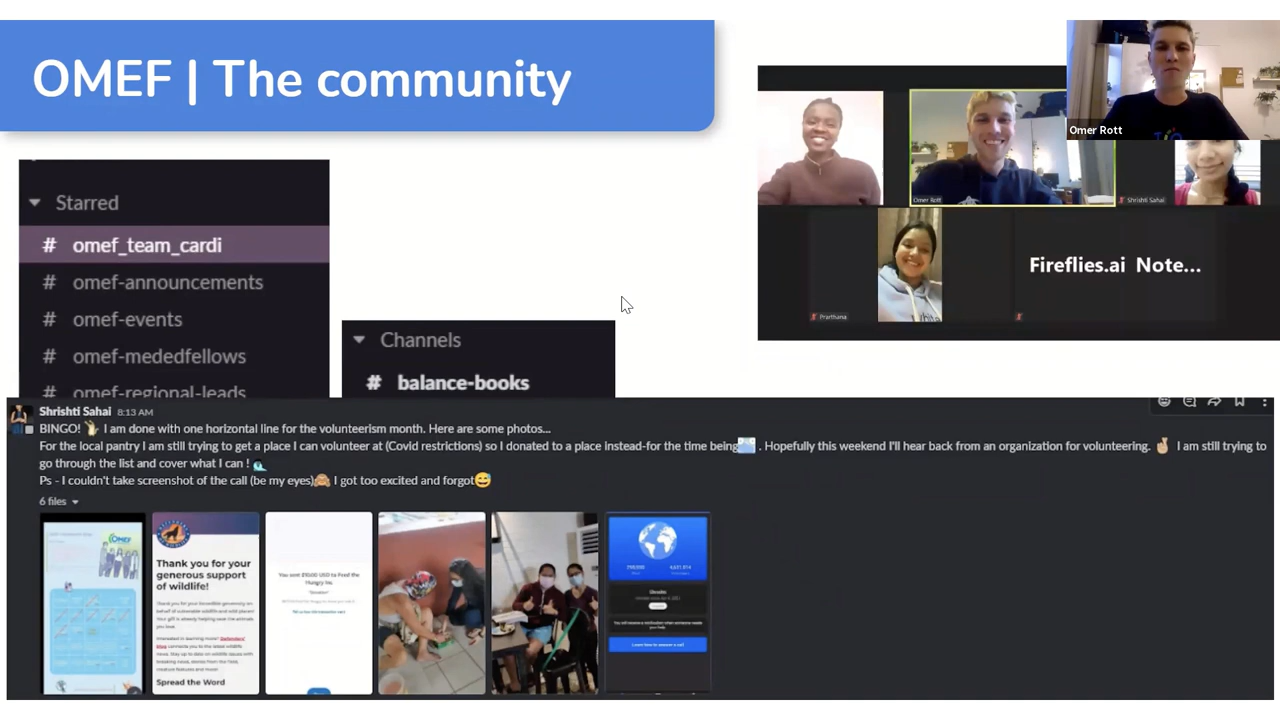 OMEF | The community
Omer Rott
Omer Rott
Shrishti Sahai
Prarthana
Fireflies.ai Note...
Starred
# omef_team_cardi
# omef-announcements
# omef-events
# omef-mededfellows
# omef-regional-leads
Channels
# balance-books
Shrishti Sahai 8:13 AM
BINGO! I am done with one horizontal line for the volunteerism month. Here are some photos...
For the local pantry I am still trying to get a place I can volunteer at (Covid restrictions) so I donated to a place instead-for the time being . Hopefully this weekend I'll hear back from an organization for volunteering. I am still trying to
go through the list and cover what I can !
Ps - I couldn't take screenshot of the call (be my eyes) I got too excited and forgot
6 files
OMEF
Thank you for your
generous support
of wildlife!
Spread the Word